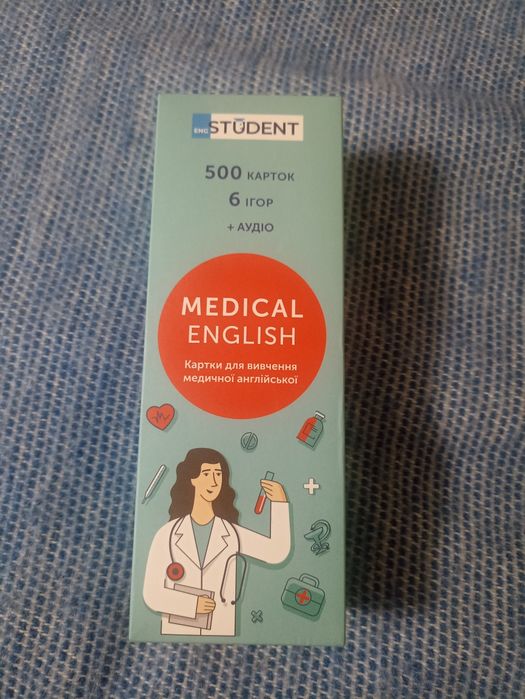 ENG STUDENT
500 КАРТОК
6 ІГОР
+ АУДІО
MEDICAL
ENGLISH
Картки для вивчення
медичної англійської